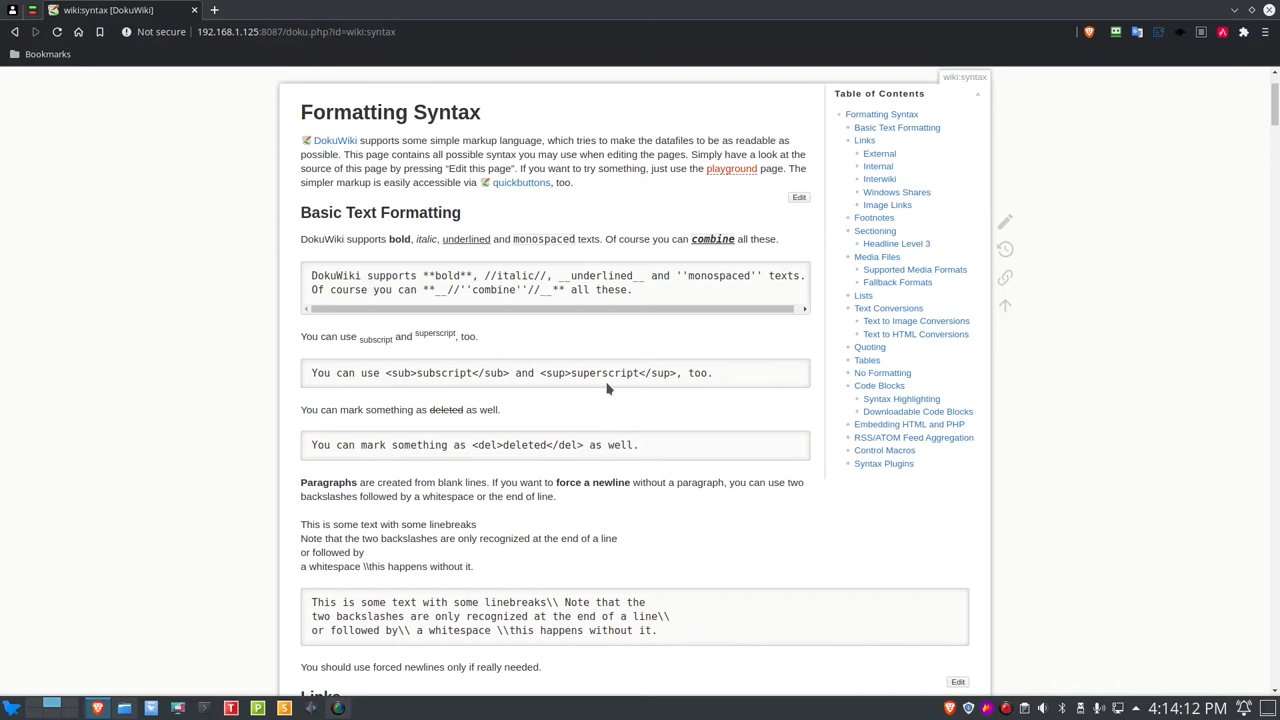 wiki:syntax [DokuWiki]
Not secure
192.168.1.125:8087/doku.php?id=wiki:syntax
Bookmarks
wiki:syntax
Formatting Syntax
DokuWiki supports some simple markup language, which tries to make the datafiles to be as readable as
possible. This page contains all possible syntax you may use when editing the pages. Simply have a look at the
source of this page by pressing “Edit this page”. If you want to try something, just use the playground page. The
simpler markup is easily accessible via quickbuttons, too.
Edit
Basic Text Formatting
DokuWiki supports bold, italic, underlined and monospaced texts. Of course you can combine all these.
DokuWiki supports **bold**, //italic//, __underlined__ and ''monospaced'' texts.
Of course you can **__//''combine''//__** all these.
You can use subscript and superscript, too.
You can use <sub>subscript</sub> and <sup>superscript</sup>, too.
You can mark something as deleted as well.
You can mark something as <del>deleted</del> as well.
Paragraphs are created from blank lines. If you want to force a newline without a paragraph, you can use two
backslashes followed by a whitespace or the end of line.
This is some text with some linebreaks
Note that the two backslashes are only recognized at the end of a line
or followed by
a whitespace \\this happens without it.
This is some text with some linebreaks\\ Note that the
two backslashes are only recognized at the end of a line\\
or followed by\\ a whitespace \\this happens without it.
You should use forced newlines only if really needed.
Edit
Links
Table of Contents
Formatting Syntax
Basic Text Formatting
Links
External
Internal
Interwiki
Windows Shares
Image Links
Footnotes
Sectioning
Headline Level 3
Media Files
Supported Media Formats
Fallback Formats
Lists
Text Conversions
Text to Image Conversions
Text to HTML Conversions
Quoting
Tables
No Formatting
Code Blocks
Syntax Highlighting
Downloadable Code Blocks
Embedding HTML and PHP
RSS/ATOM Feed Aggregation
Control Macros
Syntax Plugins
T
P
S
4:14:12 PM